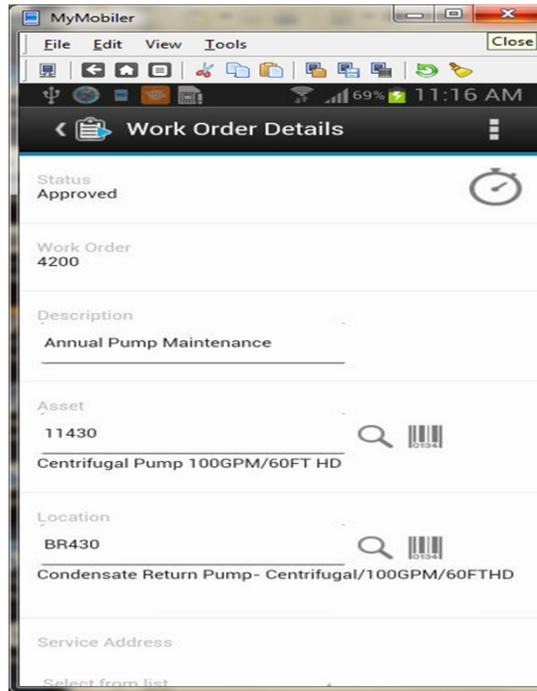 MyMobiler
File Edit View Tools
Close
69% 11:16 AM
Work Order Details
Status
Approved
Work Order
4200
Description
Annual Pump Maintenance
Asset
11430
0134
Centrifugal Pump 100GPM/60FT HD
Location
BR430
0134
Condensate Return Pump- Centrifugal/100GPM/60FTHD
Service Address
Select from list